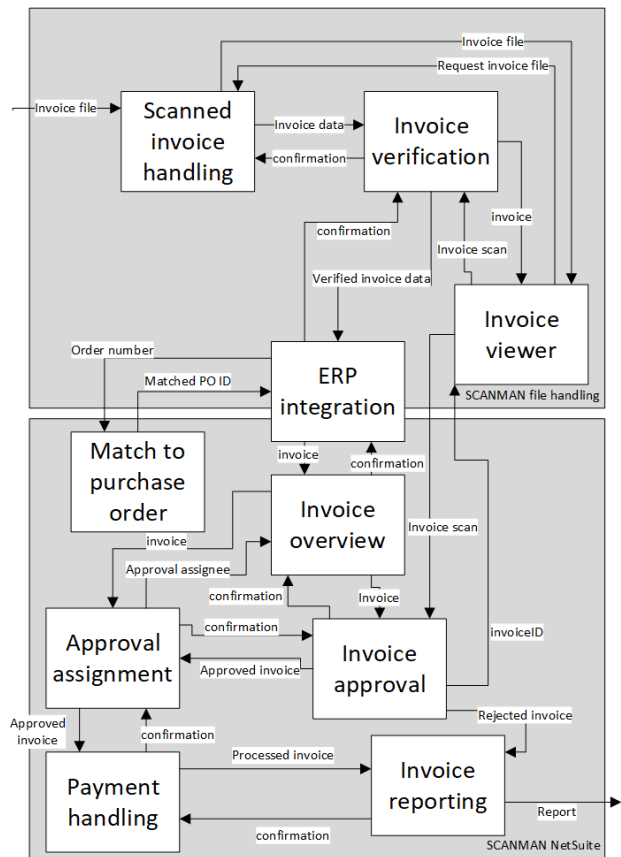 Invoice file
Request invoice file
Invoice file
Scanned
invoice
handling
Invoice data
confirmation
Invoice
verification
invoice
confirmation
Invoice scan
Verified invoice data
Invoice
viewer
SCANMAN file handling
Order number
Matched PO ID
ERP
integration
Match to
purchase
order
invoice
confirmation
Invoice
overview
Invoice scan
invoice
Approval assignee
confirmation
Invoice
invoiceID
Approval
assignment
confirmation
Approved invoice
Invoice
approval
Rejected invoice
Approved
invoice
confirmation
Payment
handling
Processed invoice
Invoice
reporting
Report
confirmation
SCANMAN NetSuite